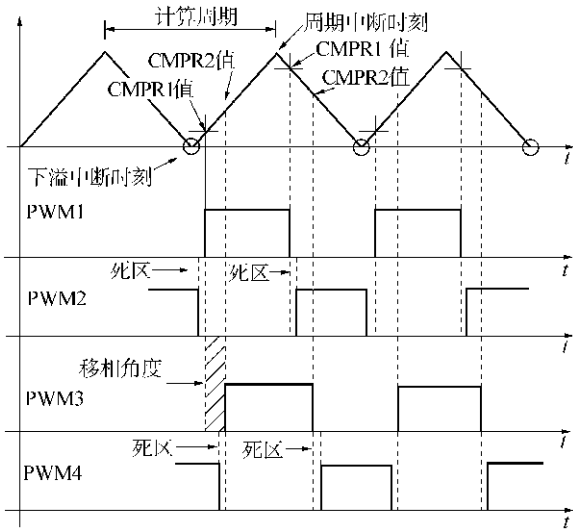 计算周期
周期中断时刻
CMPR1 值
CMPR2值
CMPR2值
CMPR1值
t
下溢中断时刻
PWM1
t
死区
死区
PWM2
t
移相角度
PWM3
t
死区
死区
PWM4
t